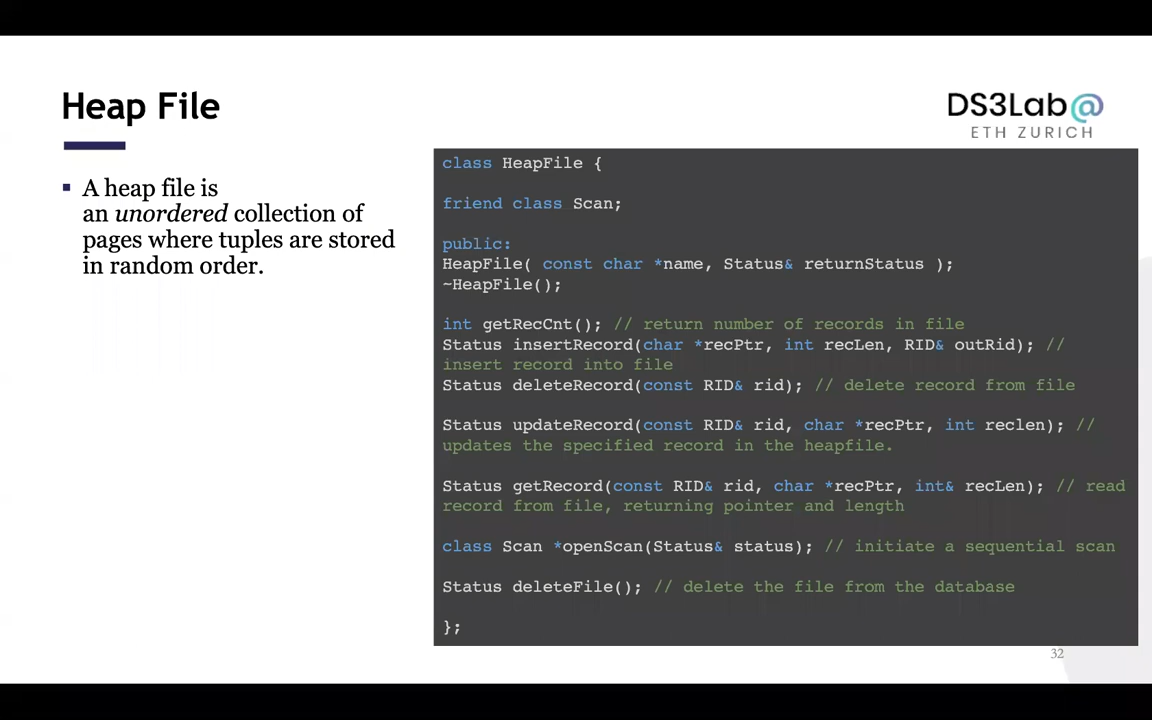 Heap File
DS3Lab@
ETH ZURICH
▪ A heap file is
an unordered collection of
pages where tuples are stored
in random order.
class HeapFile {
friend class Scan;
public:
HeapFile( const char *name, Status& returnStatus );
~HeapFile();
int getRecCnt(); // return number of records in file
Status insertRecord(char *recPtr, int recLen, RID& outRid); //
insert record into file
Status deleteRecord(const RID& rid); // delete record from file
Status updateRecord(const RID& rid, char *recPtr, int reclen); //
updates the specified record in the heapfile.
Status getRecord(const RID& rid, char *recPtr, int& recLen); // read
record from file, returning pointer and length
class Scan *openScan(Status& status); // initiate a sequential scan
Status deleteFile(); // delete the file from the database
};
32